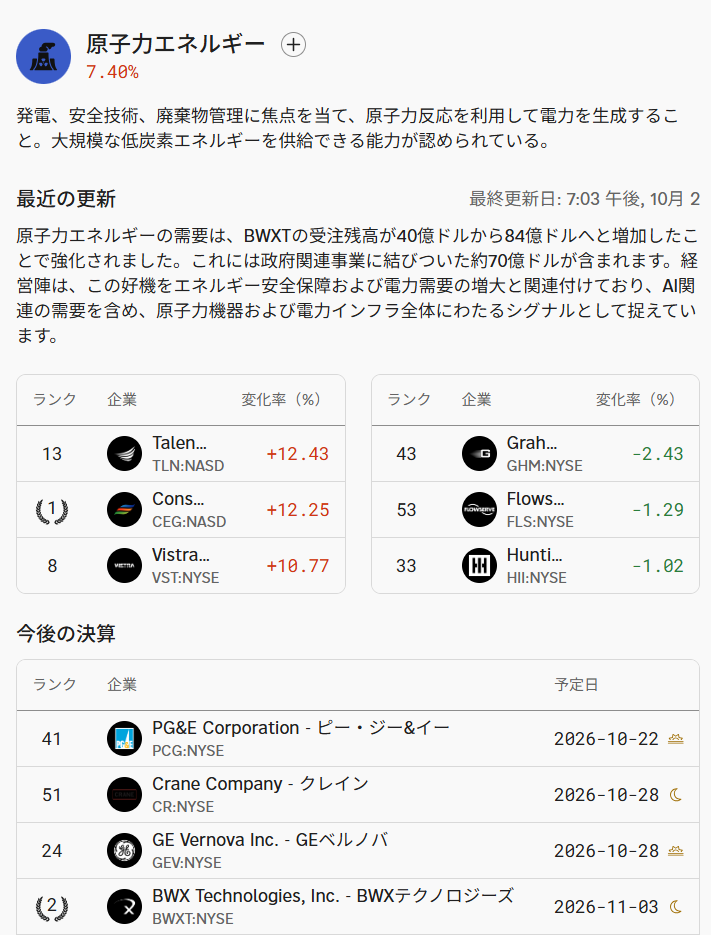 原子力エネルギー
7.40%
発電、安全技術、廃棄物管理に焦点を当て、原子力反応を利用して電力を生成するこ
と。大規模な低炭素エネルギーを供給できる能力が認められている。
最近の更新
最終更新日: 7:03 午後, 10月 2
原子力エネルギーの需要は、BWXTの受注残高が40億ドルから84億ドルへと増加したこ
とで強化されました。これには政府関連事業に結びついた約70億ドルが含まれます。経
営陣は、この好機をエネルギー安全保障および電力需要の増大と関連付けており、AI関
連の需要を含め、原子力機器および電力インフラ全体にわたるシグナルとして捉えてい
ます。
ランク 企業 変化率（%）
13 Talen... +12.43
TLN:NASD
1 Cons... +12.25
CEG:NASD
8 Vistra... +10.77
VISTRA
VST:NYSE
ランク 企業 変化率（%）
43 Grah... -2.43
G
GHM:NYSE
53 Flows... -1.29
FLOWSERVE
FLS:NYSE
33 Hunti... -1.02
HII:NYSE
今後の決算
ランク 企業 予定日
41 PG&E Corporation - ピー・ジー&イー 2026-10-22
PCG:NYSE
51 Crane Company - クレイン 2026-10-28
CRANE
CR:NYSE
24 GE Vernova Inc. - GEベルノバ 2026-10-28
GEV:NYSE
2 BWX Technologies, Inc. - BWXテクノロジーズ 2026-11-03
BWXT:NYSE